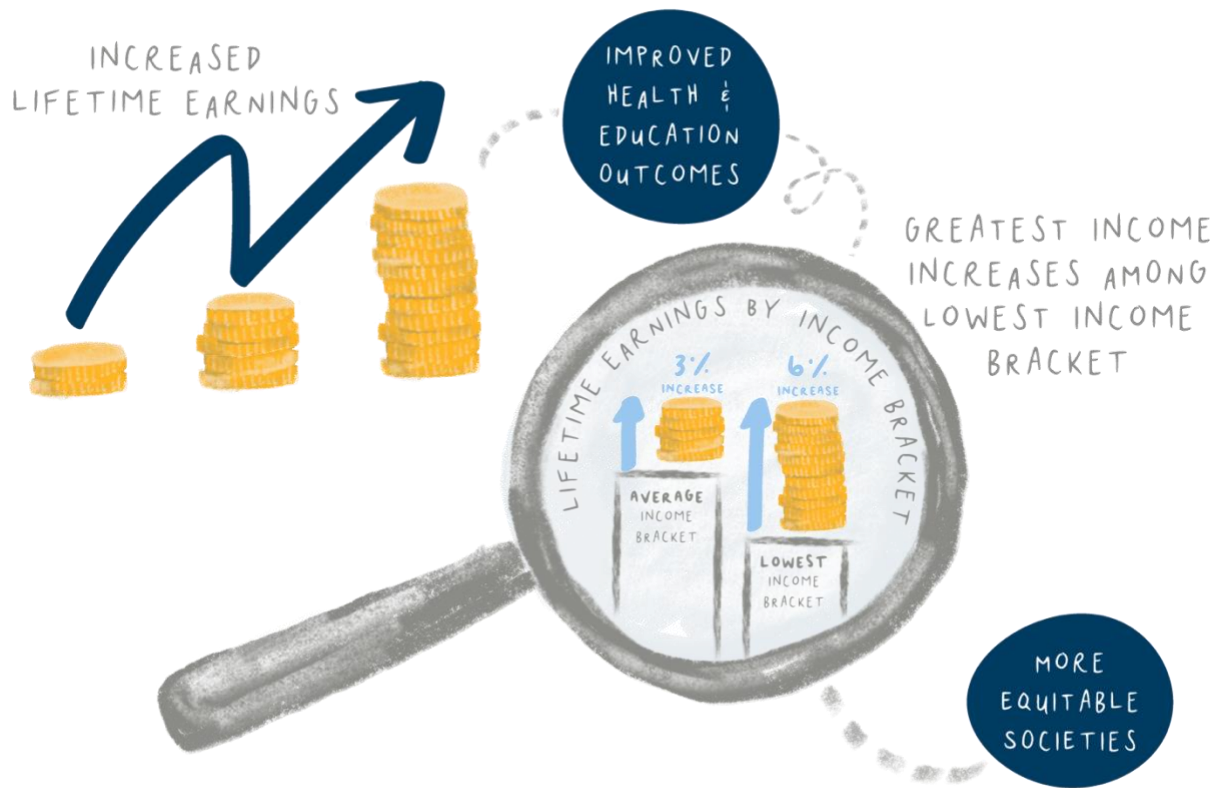 INCREASED
LIFETIME EARNINGS
IMPROVED
HEALTH &
EDUCATION
OUTCOMES
GREATEST INCOME
INCREASES AMONG
LOWEST INCOME
BRACKET
LIFETIME EARNINGS BY INCOME BRACKET
3%
INCREASE
6%
INCREASE
AVERAGE
INCOME
BRACKET
LOWEST
INCOME
BRACKET
MORE
EQUITABLE
SOCIETIES